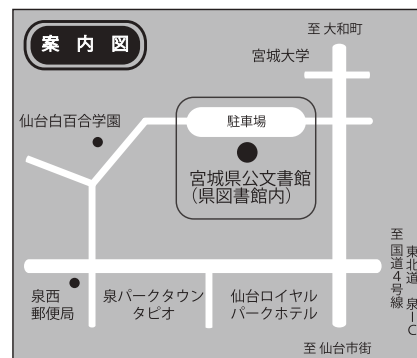 案内図
至 大和町
宮城大学
仙台白百合学園
駐車場
宮城県公文書館
（県図書館内）
至 国道4号線
東北道 泉IC
泉西
郵便局
泉パークタウン
タピオ
仙台ロイヤル
パークホテル
至 仙台市街